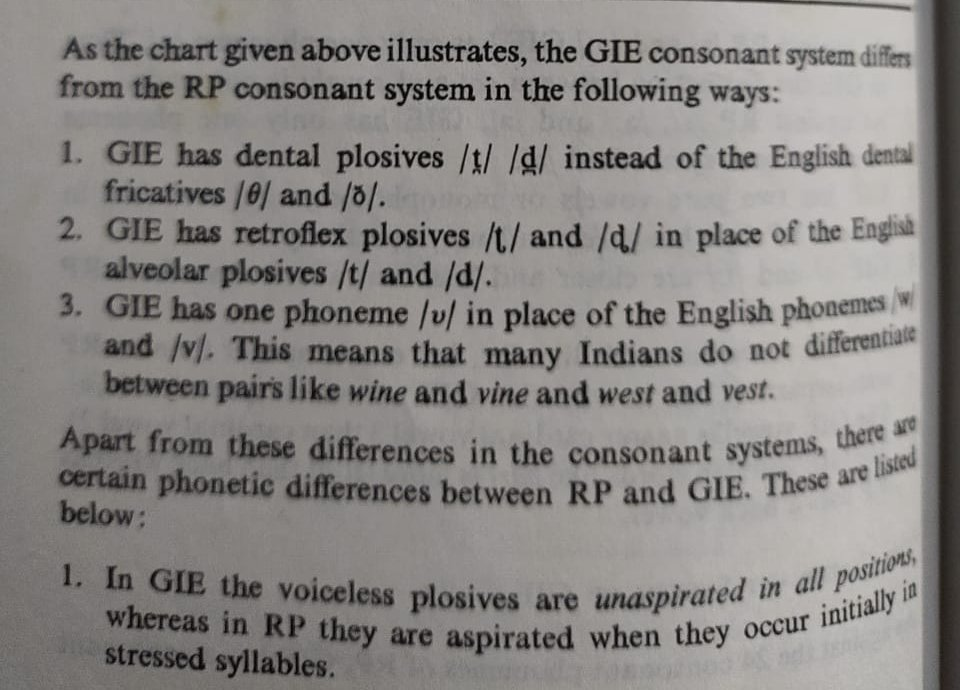 As the chart given above illustrates, the GIE consonant system differs
from the RP consonant system in the following ways:
1. GIE has dental plosives /t̪/ /d̪/ instead of the English dental
fricatives /θ/ and /ð/.
2. GIE has retroflex plosives /ʈ/ and /ɖ/ in place of the English
alveolar plosives /t/ and /d/.
3. GIE has one phoneme /ʋ/ in place of the English phonemes /w/
and /v/. This means that many Indians do not differentiate
between pairs like wine and vine and west and vest.
Apart from these differences in the consonant systems, there are
certain phonetic differences between RP and GIE. These are listed
below:
1. In GIE the voiceless plosives are unaspirated in all positions,
whereas in RP they are aspirated when they occur initially in
stressed syllables.